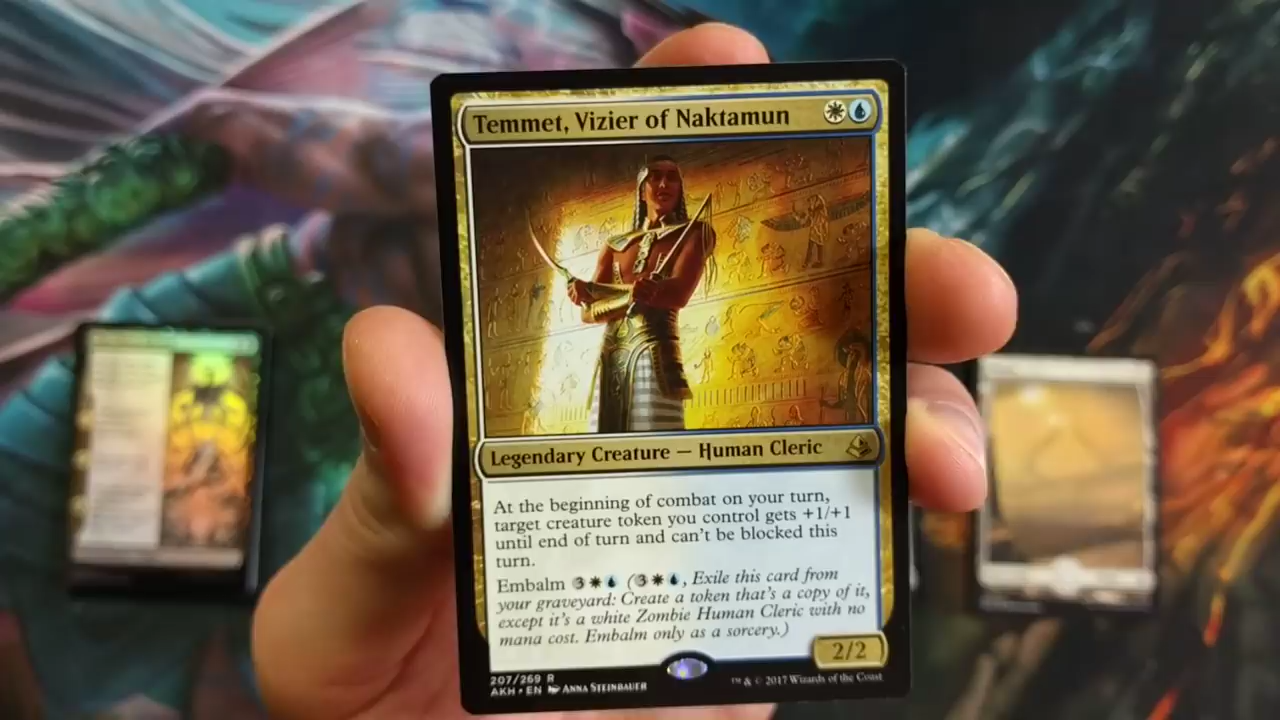 Temmet, Vizier of Naktamun
Legendary Creature — Human Cleric
At the beginning of combat on your turn,
target creature token you control gets +1/+1
until end of turn and can't be blocked this
turn.
Embalm 3 (3, Exile this card from
your graveyard: Create a token that's a copy of it,
except it's a white Zombie Human Cleric with no
mana cost. Embalm only as a sorcery.)
2/2
207/269 R
AKH • EN Anna Steinbauer
™ & © 2017 Wizards of the Coast